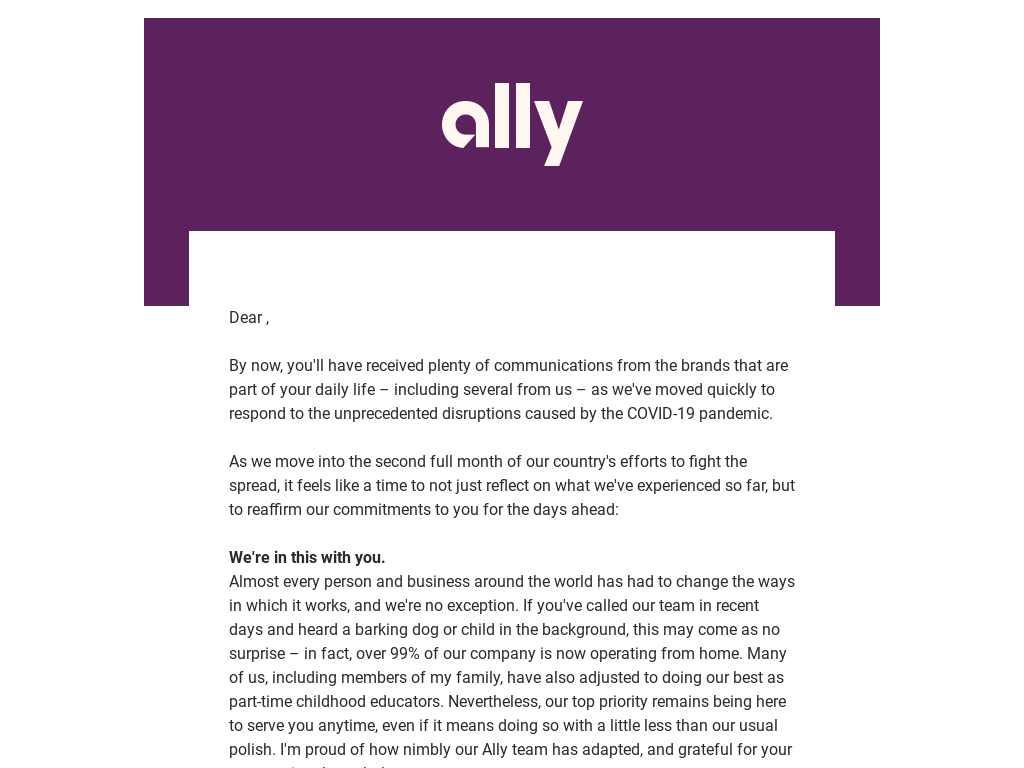 ally
Dear ,
By now, you'll have received plenty of communications from the brands that are
part of your daily life – including several from us – as we've moved quickly to
respond to the unprecedented disruptions caused by the COVID-19 pandemic.
As we move into the second full month of our country's efforts to fight the
spread, it feels like a time to not just reflect on what we've experienced so far, but
to reaffirm our commitments to you for the days ahead:
We're in this with you.
Almost every person and business around the world has had to change the ways
in which it works, and we're no exception. If you've called our team in recent
days and heard a barking dog or child in the background, this may come as no
surprise – in fact, over 99% of our company is now operating from home. Many
of us, including members of my family, have also adjusted to doing our best as
part-time childhood educators. Nevertheless, our top priority remains being here
to serve you anytime, even if it means doing so with a little less than our usual
polish. I'm proud of how nimbly our Ally team has adapted, and grateful for your